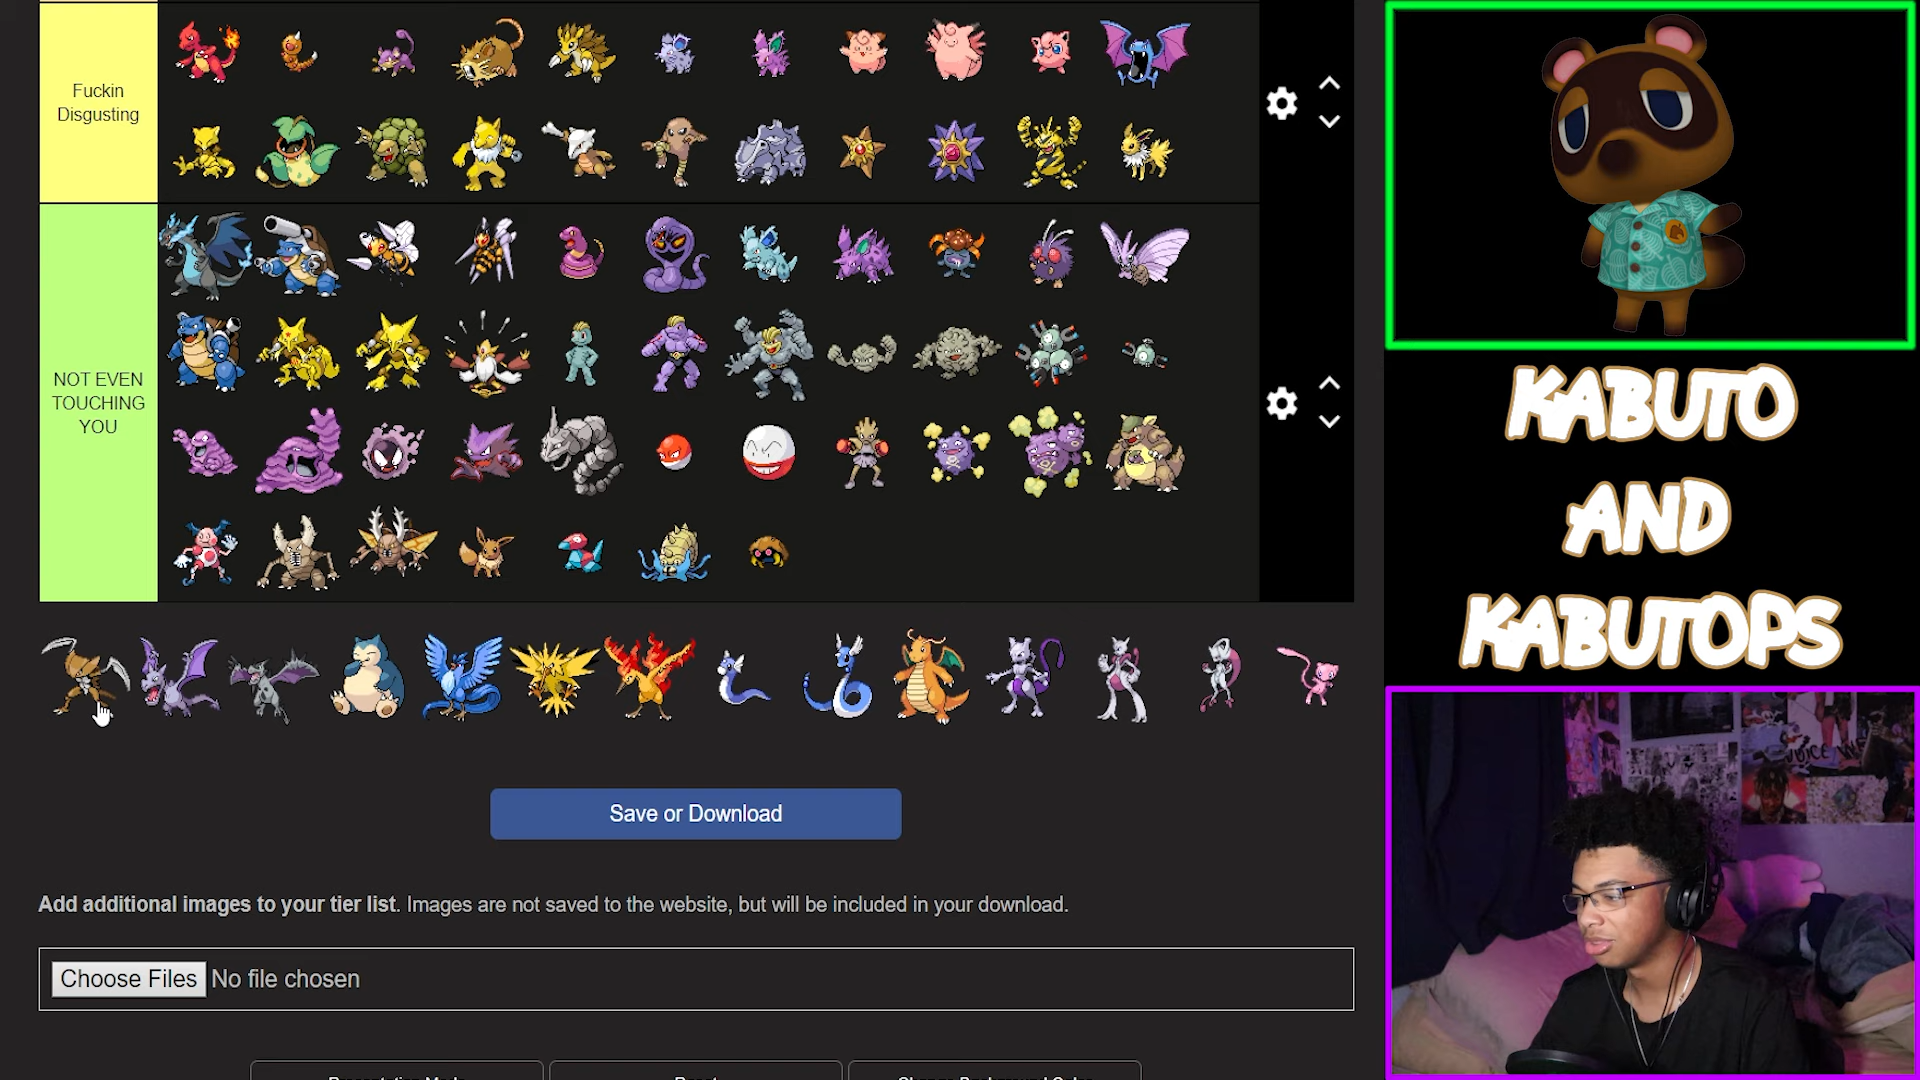 Fuckin
Disgusting
NOT EVEN
TOUCHING
YOU
KABUTO
AND
KABUTOPS
Save or Download
Add additional images to your tier list. Images are not saved to the website, but will be included in your download.
Choose Files No file chosen